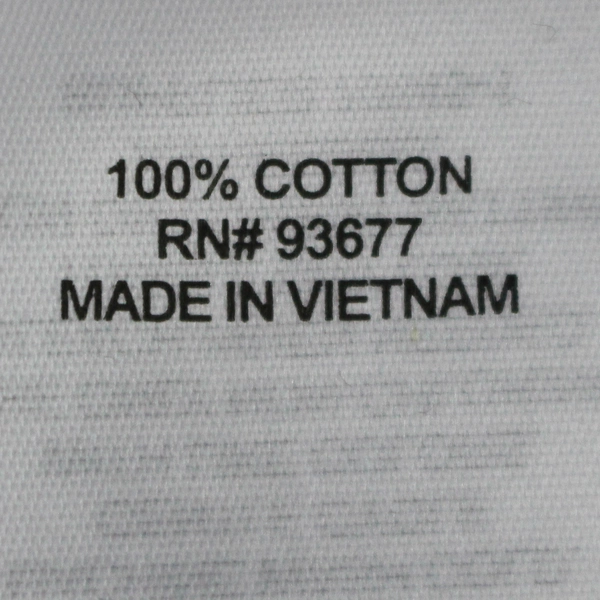 100% COTTON
RN# 93677
MADE IN VIETNAM